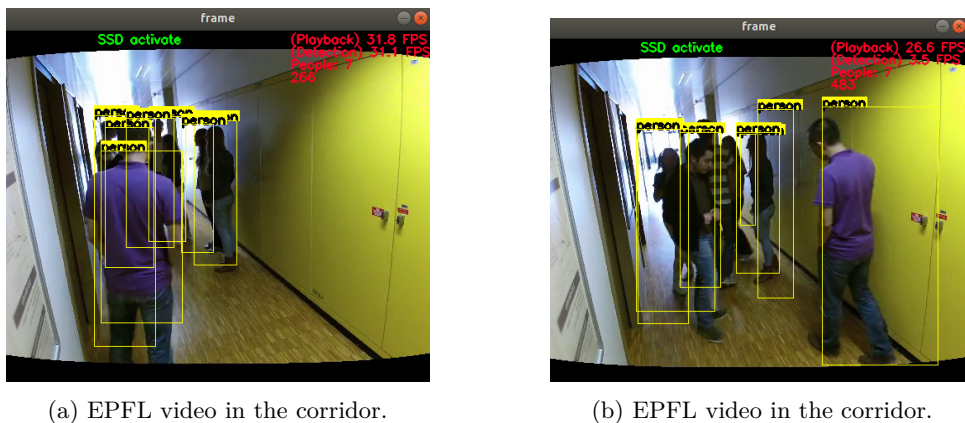 frame
SSD activate
(Playback) 31.8 FPS
(Detection) 31.1 FPS
People: 7
266
person
person
person
person
person
(a) EPFL video in the corridor.
frame
SSD activate
(Playback) 26.6 FPS
(Detection) 3.5 FPS
People: 7
483
person
person
person
person
person
(b) EPFL video in the corridor.